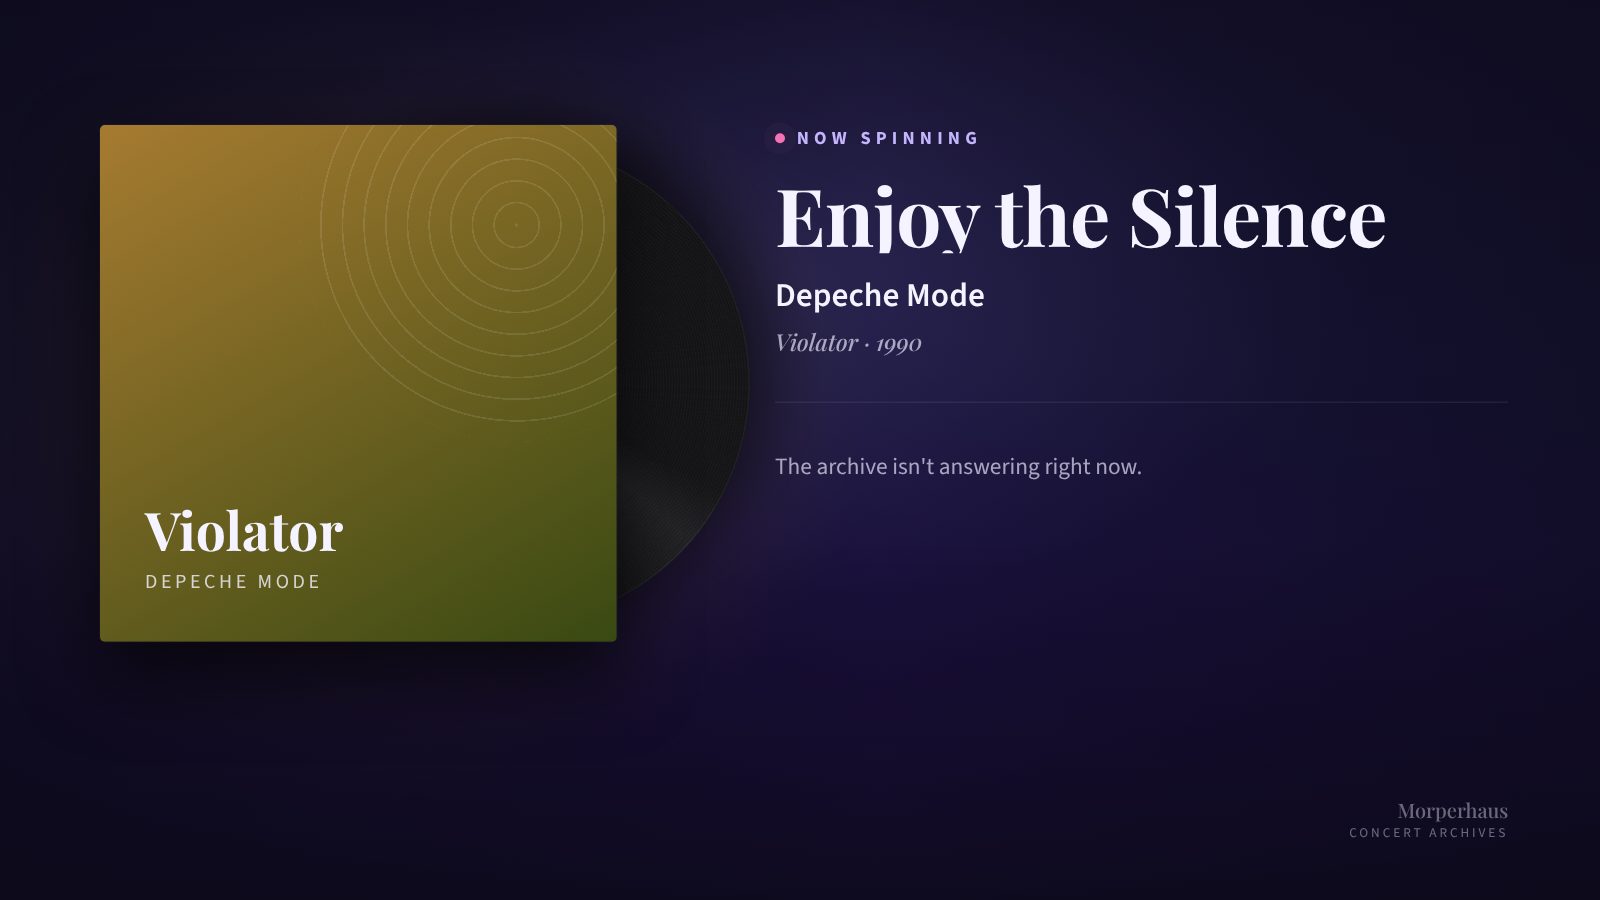 NOW SPINNING
Enjoy the Silence
Depeche Mode
Violator · 1990
The archive isn't answering right now.
Violator
DEPECHE MODE
Morperhaus
CONCERT ARCHIVES